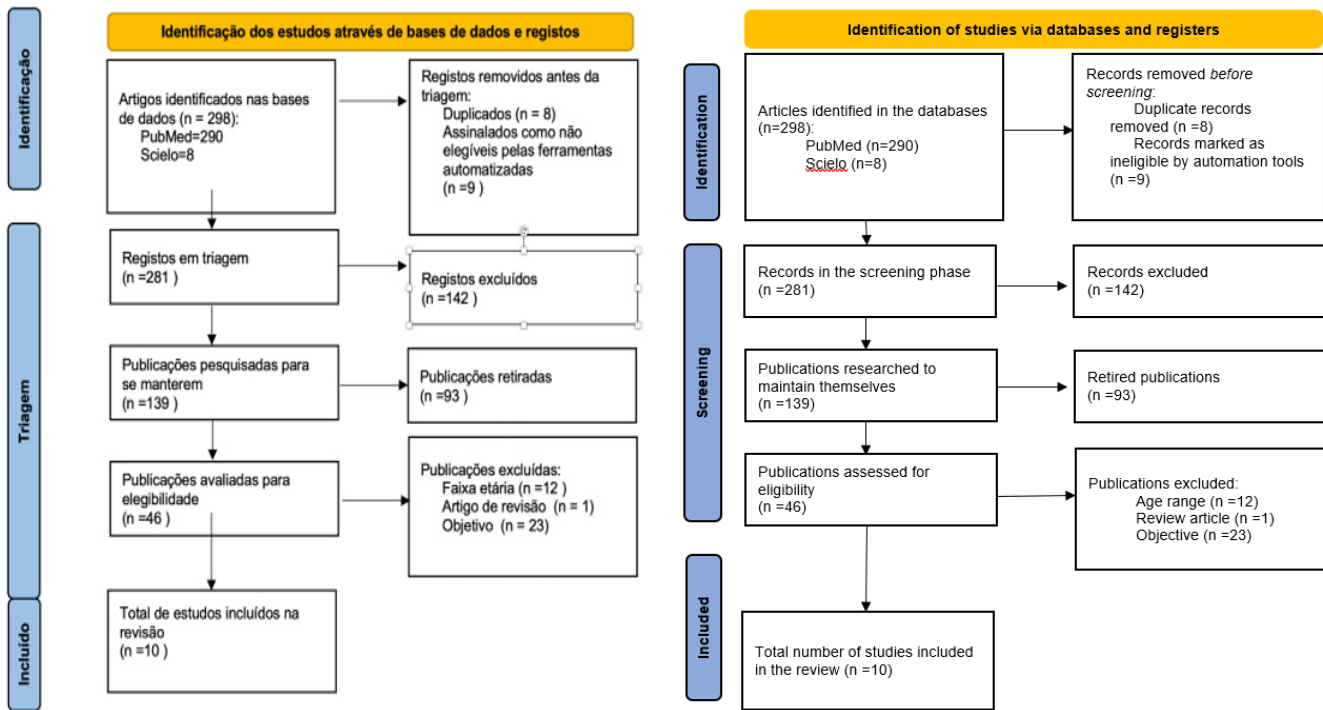 Identificação dos estudos através de bases de dados e registos
Identificação
Artigos identificados nas bases
de dados (n = 298):
PubMed=290
Scielo=8
Registos removidos antes da
triagem:
Duplicados (n = 8)
Assinalados como não
elegíveis pelas ferramentas
automatizadas
(n =9 )
Triagem
Registos em triagem
(n =281 )
Registos excluídos
(n =142 )
Publicações pesquisadas para
se manterem
(n =139 )
Publicações retiradas
(n =93 )
Publicações avaliadas para
elegibilidade
(n =46 )
Publicações excluídas:
Faixa etária (n =12 )
Artigo de revisão (n = 1)
Objetivo (n = 23)
Incluído
Total de estudos incluídos na
revisão
(n =10 )
Identification of studies via databases and registers
Identification
Articles identified in the databases
(n=298):
PubMed (n=290)
Scielo (n=8)
Records removed before
screening:
Duplicate records
removed (n =8)
Records marked as
ineligible by automation tools
(n =9)
Screening
Records in the screening phase
(n =281)
Records excluded
(n =142)
Publications researched to
maintain themselves
(n =139)
Retired publications
(n =93)
Publications assessed for
eligibility
(n =46)
Publications excluded:
Age range (n =12)
Review article (n =1)
Objective (n =23)
Included
Total number of studies included
in the review (n =10)